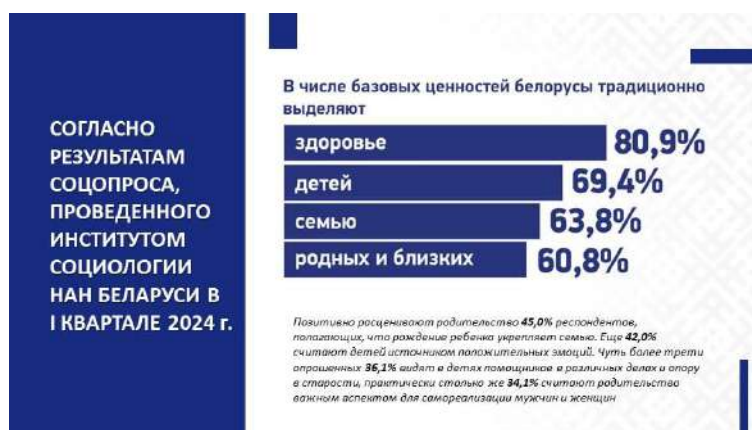 СОГЛАСНО
РЕЗУЛЬТАТАМ
СОЦОПРОСА,
ПРОВЕДЕННОГО
ИНСТИТУТОМ
СОЦИОЛОГИИ
НАН БЕЛАРУСИ В
I КВАРТАЛЕ 2024 г.
В числе базовых ценностей белорусы традиционно
выделяют
здоровье 80,9%
детей 69,4%
семью 63,8%
родных и близких 60,8%
Позитивно расценивают родительство 45,0% респондентов,
полагающих, что рождение ребенка укрепляет семью. Еще 42,0%
считают детей источником положительных эмоций. Чуть более трети
опрошенных 36,1% видят в детях помощников в различных делах и опору
в старости, практически столько же 34,1% считают родительство
важным аспектом для самореализации мужчин и женщин